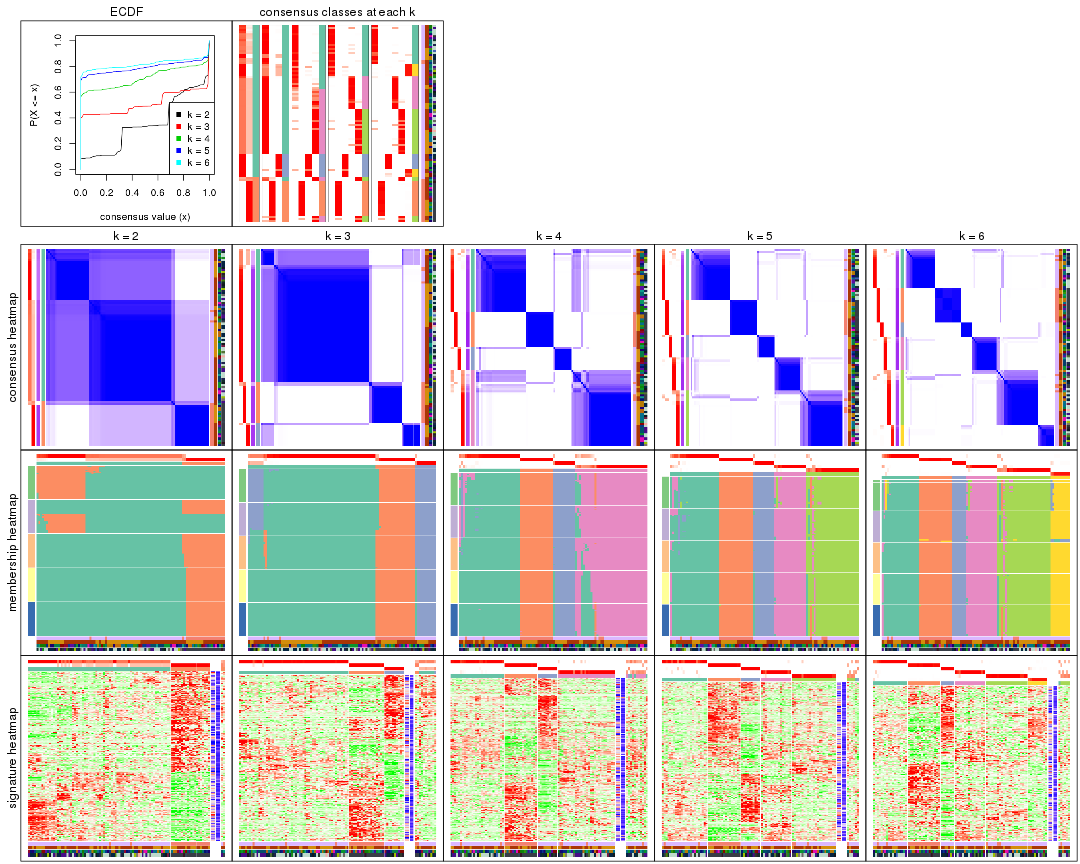 ECDF
consensus classes at each k
P(X <= x)
0.0 0.2 0.4 0.6 0.8 1.0
k = 2
k = 3
k = 4
k = 5
k = 6
0.0 0.2 0.4 0.6 0.8 1.0
consensus value (x)
k = 2 k = 3 k = 4 k = 5 k = 6
consensus heatmap
membership heatmap
signature heatmap